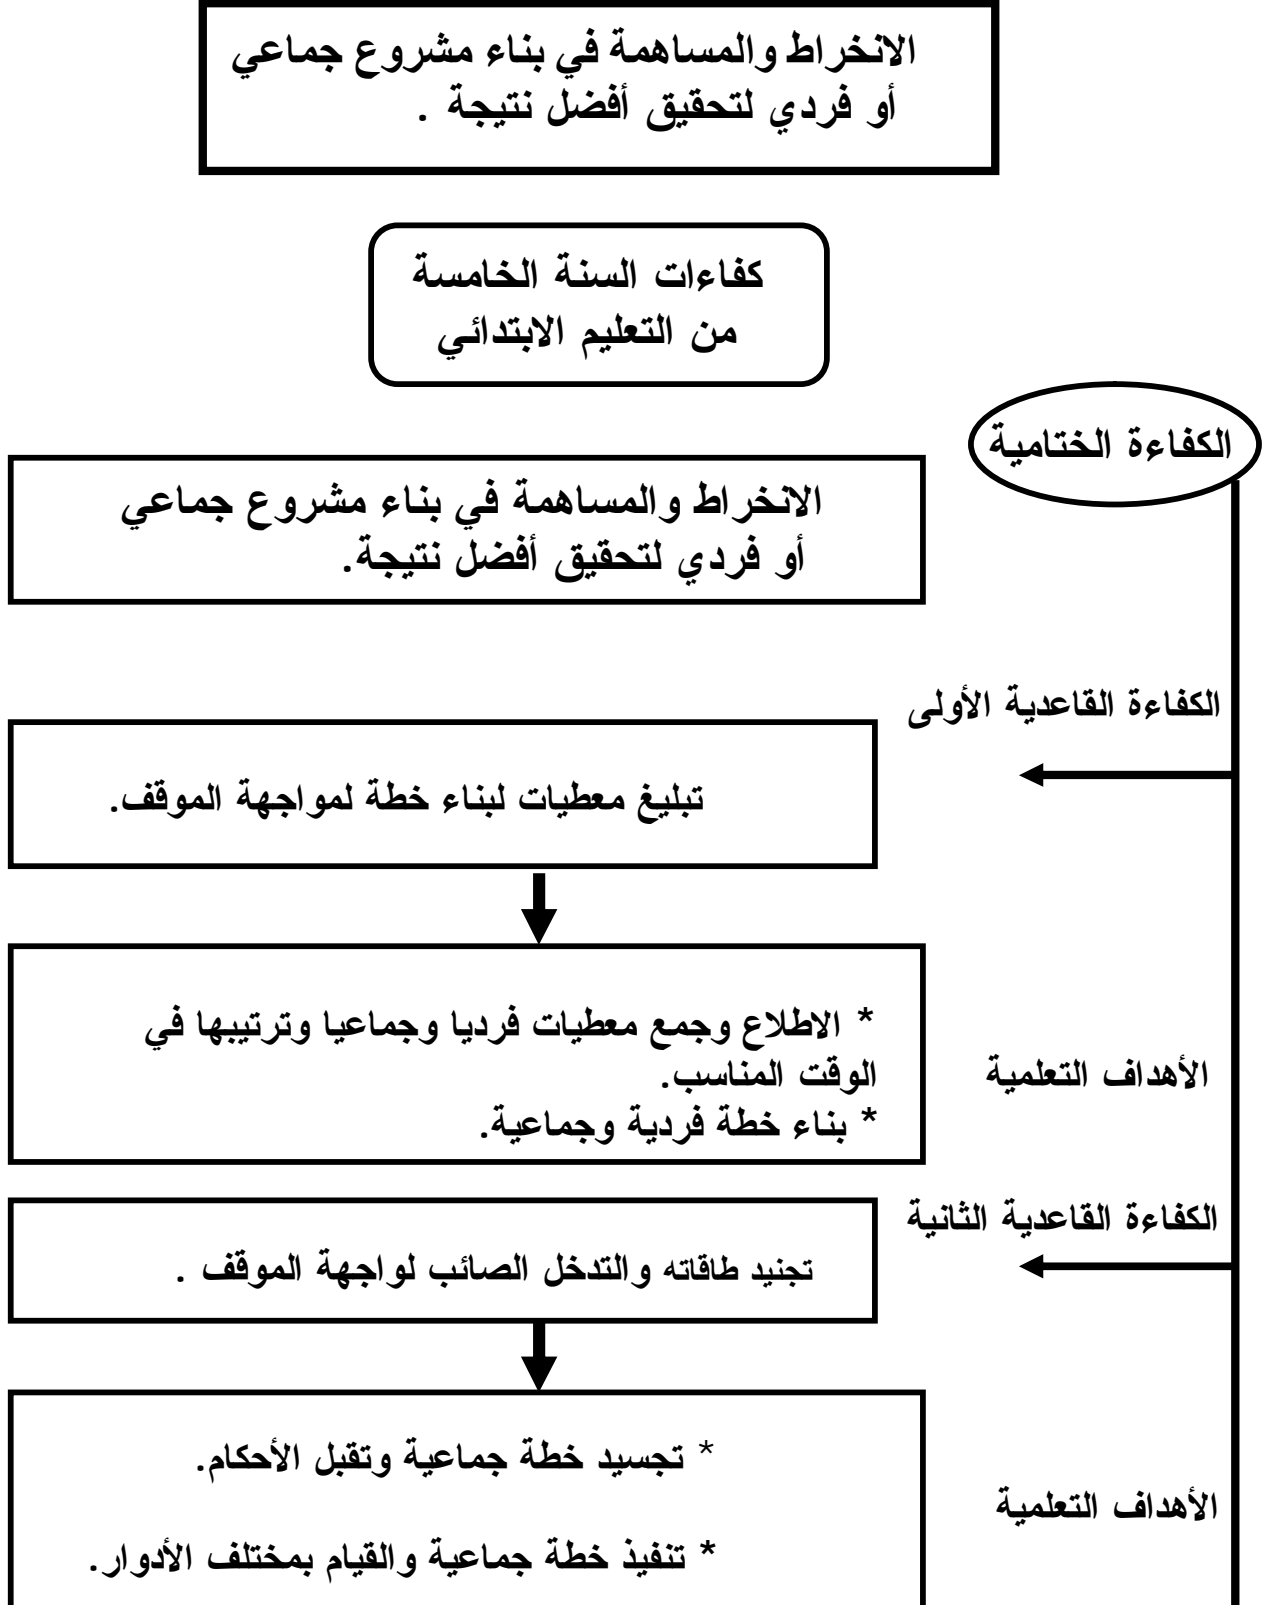 الانخراط والمساهمة في بناء مشروع جماعي
أو فردي لتحقيق أفضل نتيجة .
كفاءات السنة الخامسة
من التعليم الابتدائي
الكفاءة الختامية
الانخراط والمساهمة في بناء مشروع جماعي
أو فردي لتحقيق أفضل نتيجة.
الكفاءة القاعدية الأولى
تبليغ معطيات لبناء خطة لمواجهة الموقف.
* الاطلاع وجمع معطيات فرديا وجماعيا وترتيبها في
الوقت المناسب.
* بناء خطة فردية وجماعية.
الأهداف التعلمية
الكفاءة القاعدية الثانية
تجنيد طاقاته والتدخل الصائب لواجهة الموقف .
* تجسيد خطة جماعية وتقبل الأحكام.
الأهداف التعلمية
* تنفيذ خطة جماعية والقيام بمختلف الأدوار.